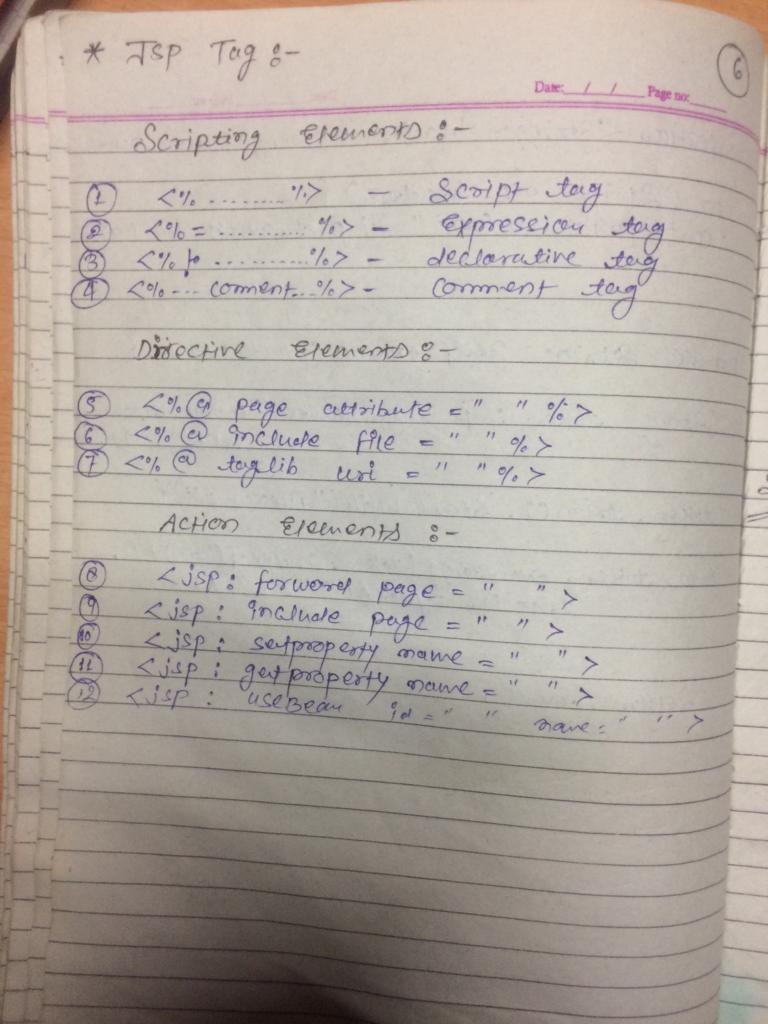 * Jsp Tag :-
6
Date: / / Page no:
Scripting Elements :-
1 <% ......... %> - Script tag
2 <% = .......... %> - Expression tag
3 <% ! .......... %> - declarative tag
4 <% --- comment... %> - comment tag
Directive Elements :-
5 <% @ page attribute = " " %>
6 <% @ include file = " " %>
7 <% @ taglib uri = " " %>
Action Elements :-
8 <jsp : forword page = " " >
9 <jsp : include page = " " >
10 <jsp : setproperty name = " " >
11 <jsp : getproperty name = " " >
12 <jsp : useBean id = " " name = " " >